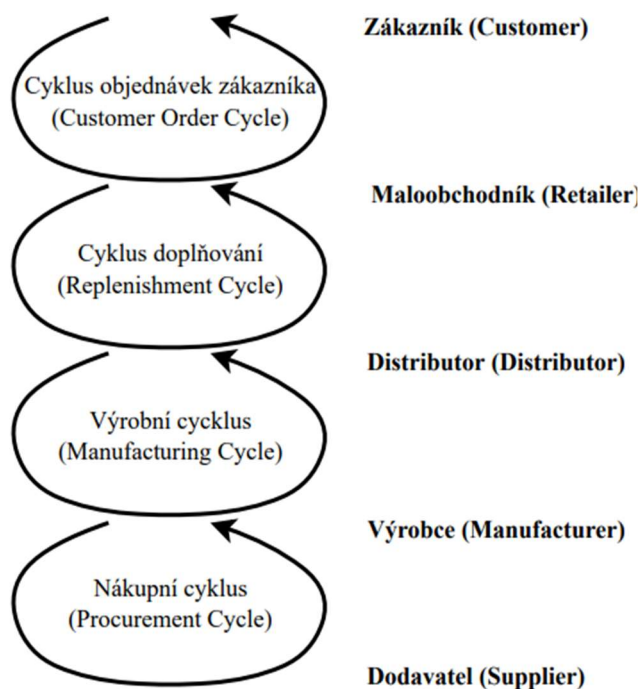 Zákazník (Customer)
Cyklus objednávek zákazníka
(Customer Order Cycle)
Maloobchodník (Retailer)
Cyklus doplňování
(Replenishment Cycle)
Distributor (Distributor)
Výrobní cycklus
(Manufacturing Cycle)
Výrobce (Manufacturer)
Nákupní cyklus
(Procurement Cycle)
Dodavatel (Supplier)